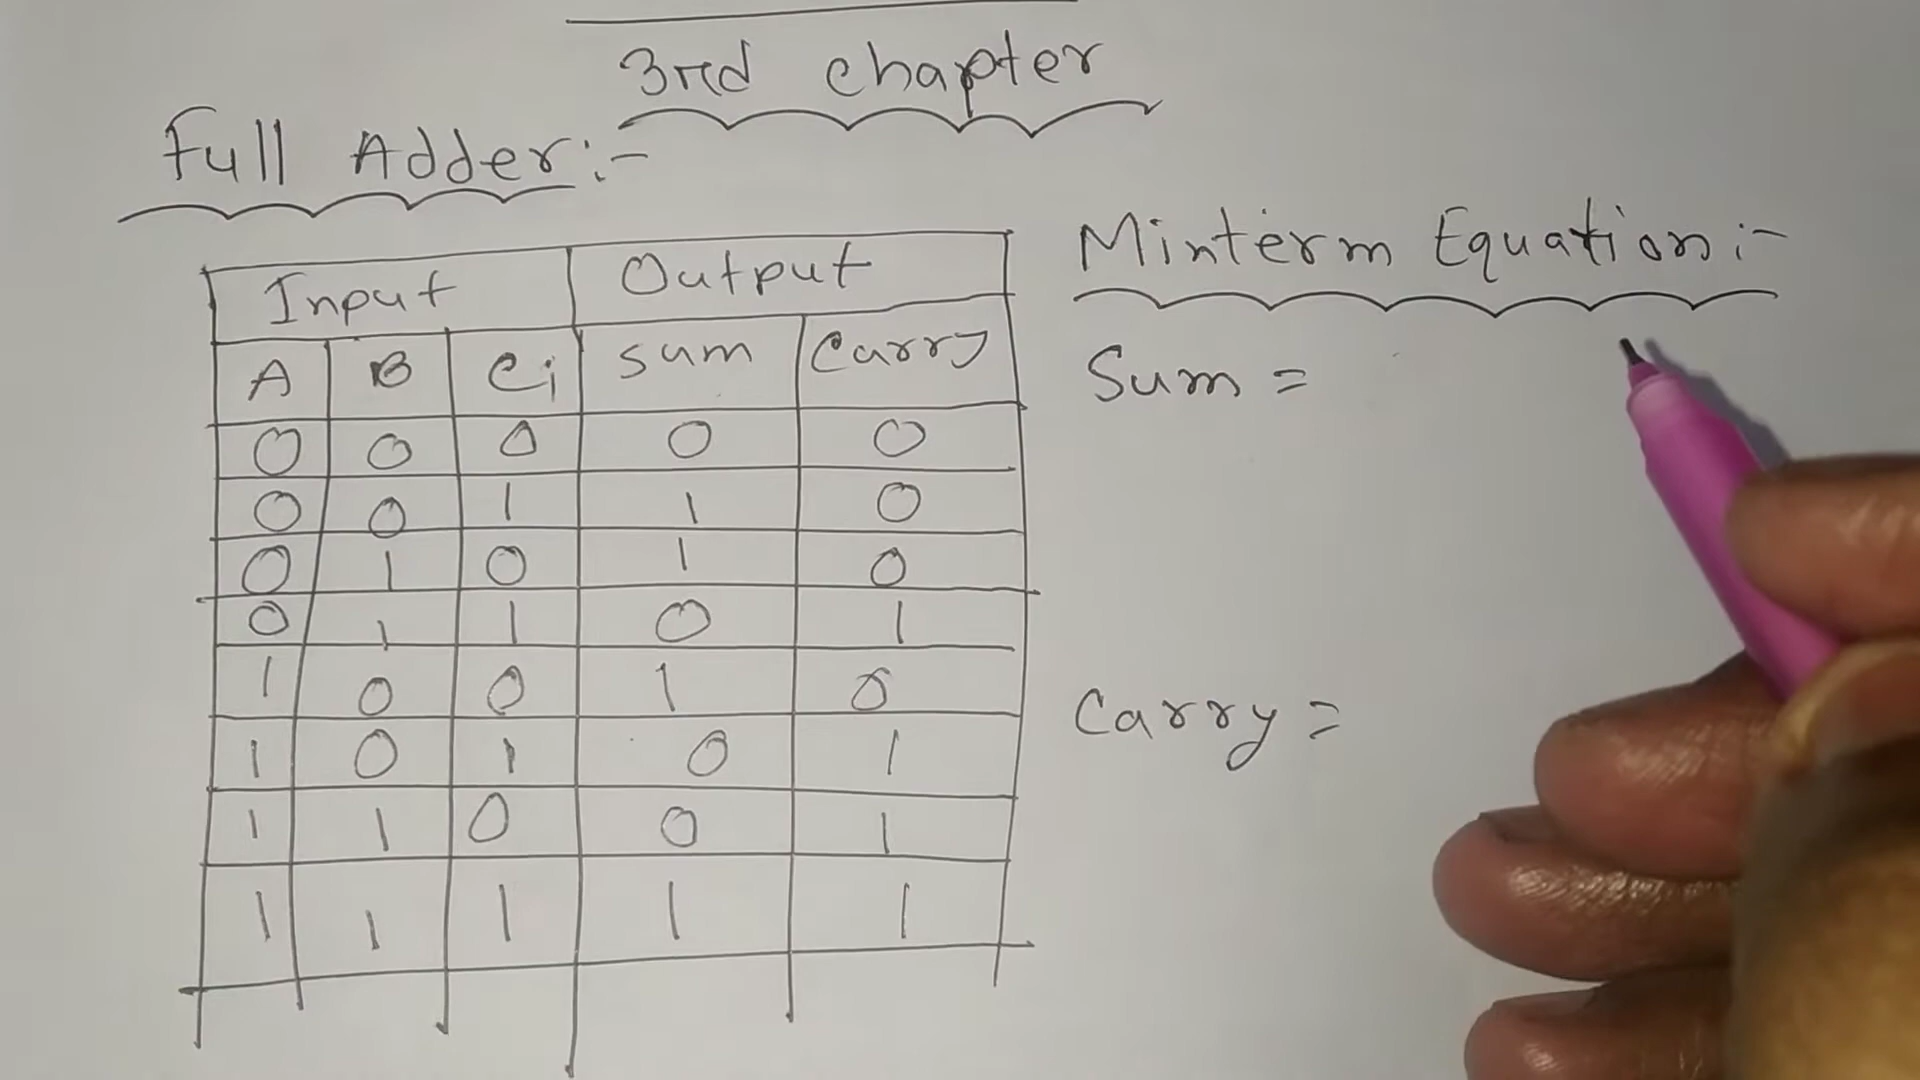 3rd chapter
Full Adder:-
Minterm Equation:-
Input Output
A B Ci sum Carry
Sum =
0 0 0 0 0
0 0 1 1 0
0 1 0 1 0
0 1 1 0 1
1 0 0 1 0
Carry =
1 0 1 0 1
1 1 0 0 1
1 1 1 1 1